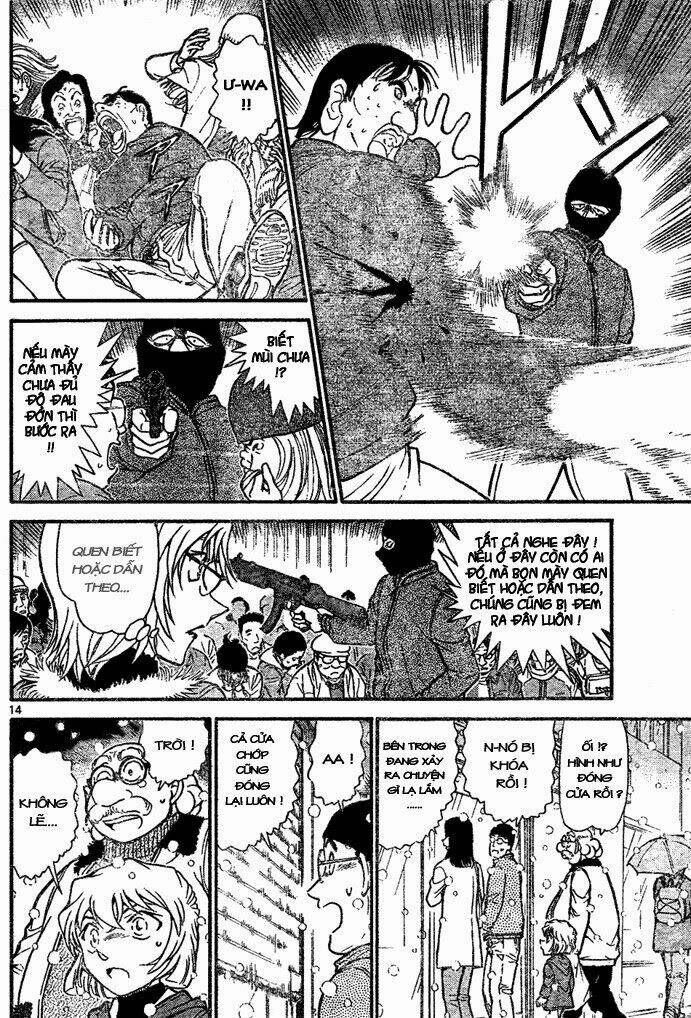 Ư-WA
!!
BIẾT
MÙI CHƯA
!?
NẾU MÀY
CẢM THẤY
CHƯA ĐỦ
ĐỘ ĐAU
ĐỚN THÌ
BƯỚC RA
!!
TẤT CẢ NGHE ĐÂY !
NẾU Ở ĐÂY CÒN CÓ AI
ĐÓ MÀ BỌN MÀY QUEN
BIẾT HOẶC DẪN THEO,
CHÚNG CŨNG BỊ ĐEM
RA ĐÂY LUÔN !
QUEN BIẾT
HOẶC DẪN
THEO...
14
ỐI !?
HÌNH NHƯ
ĐÓNG
CỬA RỒI ?
N-NÓ BỊ
KHÓA
RỒI !
BÊN TRONG
ĐANG XẢY
RA CHUYỆN
GÌ LẠ LẮM
......
AA !
CẢ CỬA
CHỚP
CŨNG
ĐÓNG
LẠI LUÔN !
TRỜI !
KHÔNG
LẼ....